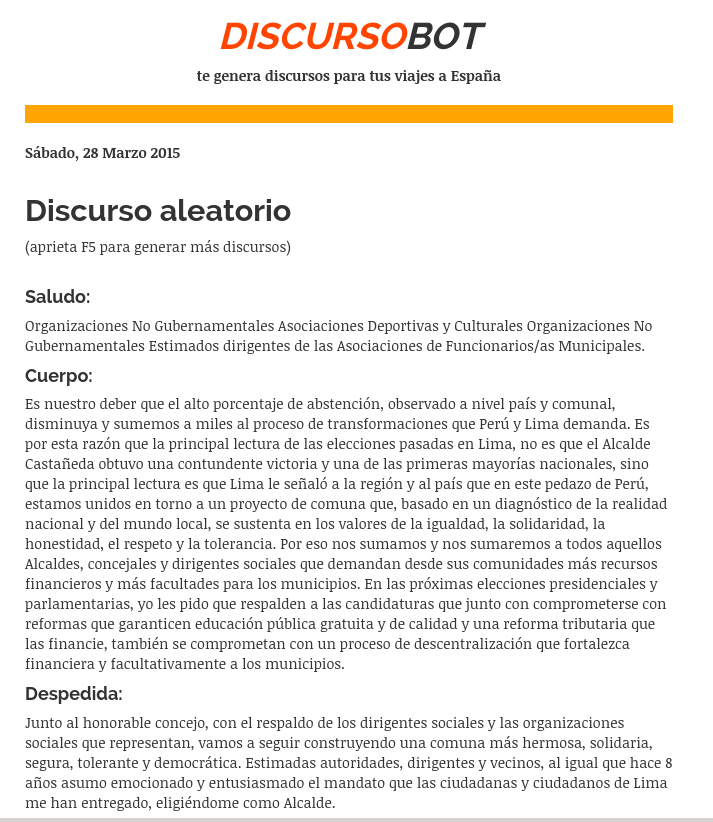 DISCURSOBOT
te genera discursos para tus viajes a España
Sábado, 28 Marzo 2015
Discurso aleatorio
(aprieta F5 para generar más discursos)
Saludo:
Organizaciones No Gubernamentales Asociaciones Deportivas y Culturales Organizaciones No
Gubernamentales Estimados dirigentes de las Asociaciones de Funcionarios/as Municipales.
Cuerpo:
Es nuestro deber que el alto porcentaje de abstención, observado a nivel país y comunal,
disminuya y sumemos a miles al proceso de transformaciones que Perú y Lima demanda. Es
por esta razón que la principal lectura de las elecciones pasadas en Lima, no es que el Alcalde
Castañeda obtuvo una contundente victoria y una de las primeras mayorías nacionales, sino
que la principal lectura es que Lima le señaló a la región y al país que en este pedazo de Perú,
estamos unidos en torno a un proyecto de comuna que, basado en un diagnóstico de la realidad
nacional y del mundo local, se sustenta en los valores de la igualdad, la solidaridad, la
honestidad, el respeto y la tolerancia. Por eso nos sumamos y nos sumaremos a todos aquellos
Alcaldes, concejales y dirigentes sociales que demandan desde sus comunidades más recursos
financieros y más facultades para los municipios. En las próximas elecciones presidenciales y
parlamentarias, yo les pido que respalden a las candidaturas que junto con comprometerse con
reformas que garanticen educación pública gratuita y de calidad y una reforma tributaria que
las financie, también se comprometan con un proceso de descentralización que fortalezca
financiera y facultativamente a los municipios.
Despedida:
Junto al honorable concejo, con el respaldo de los dirigentes sociales y las organizaciones
sociales que representan, vamos a seguir construyendo una comuna más hermosa, solidaria,
segura, tolerante y democrática. Estimadas autoridades, dirigentes y vecinos, al igual que hace 8
años asumo emocionado y entusiasmado el mandato que las ciudadanas y ciudadanos de Lima
me han entregado, eligiéndome como Alcalde.